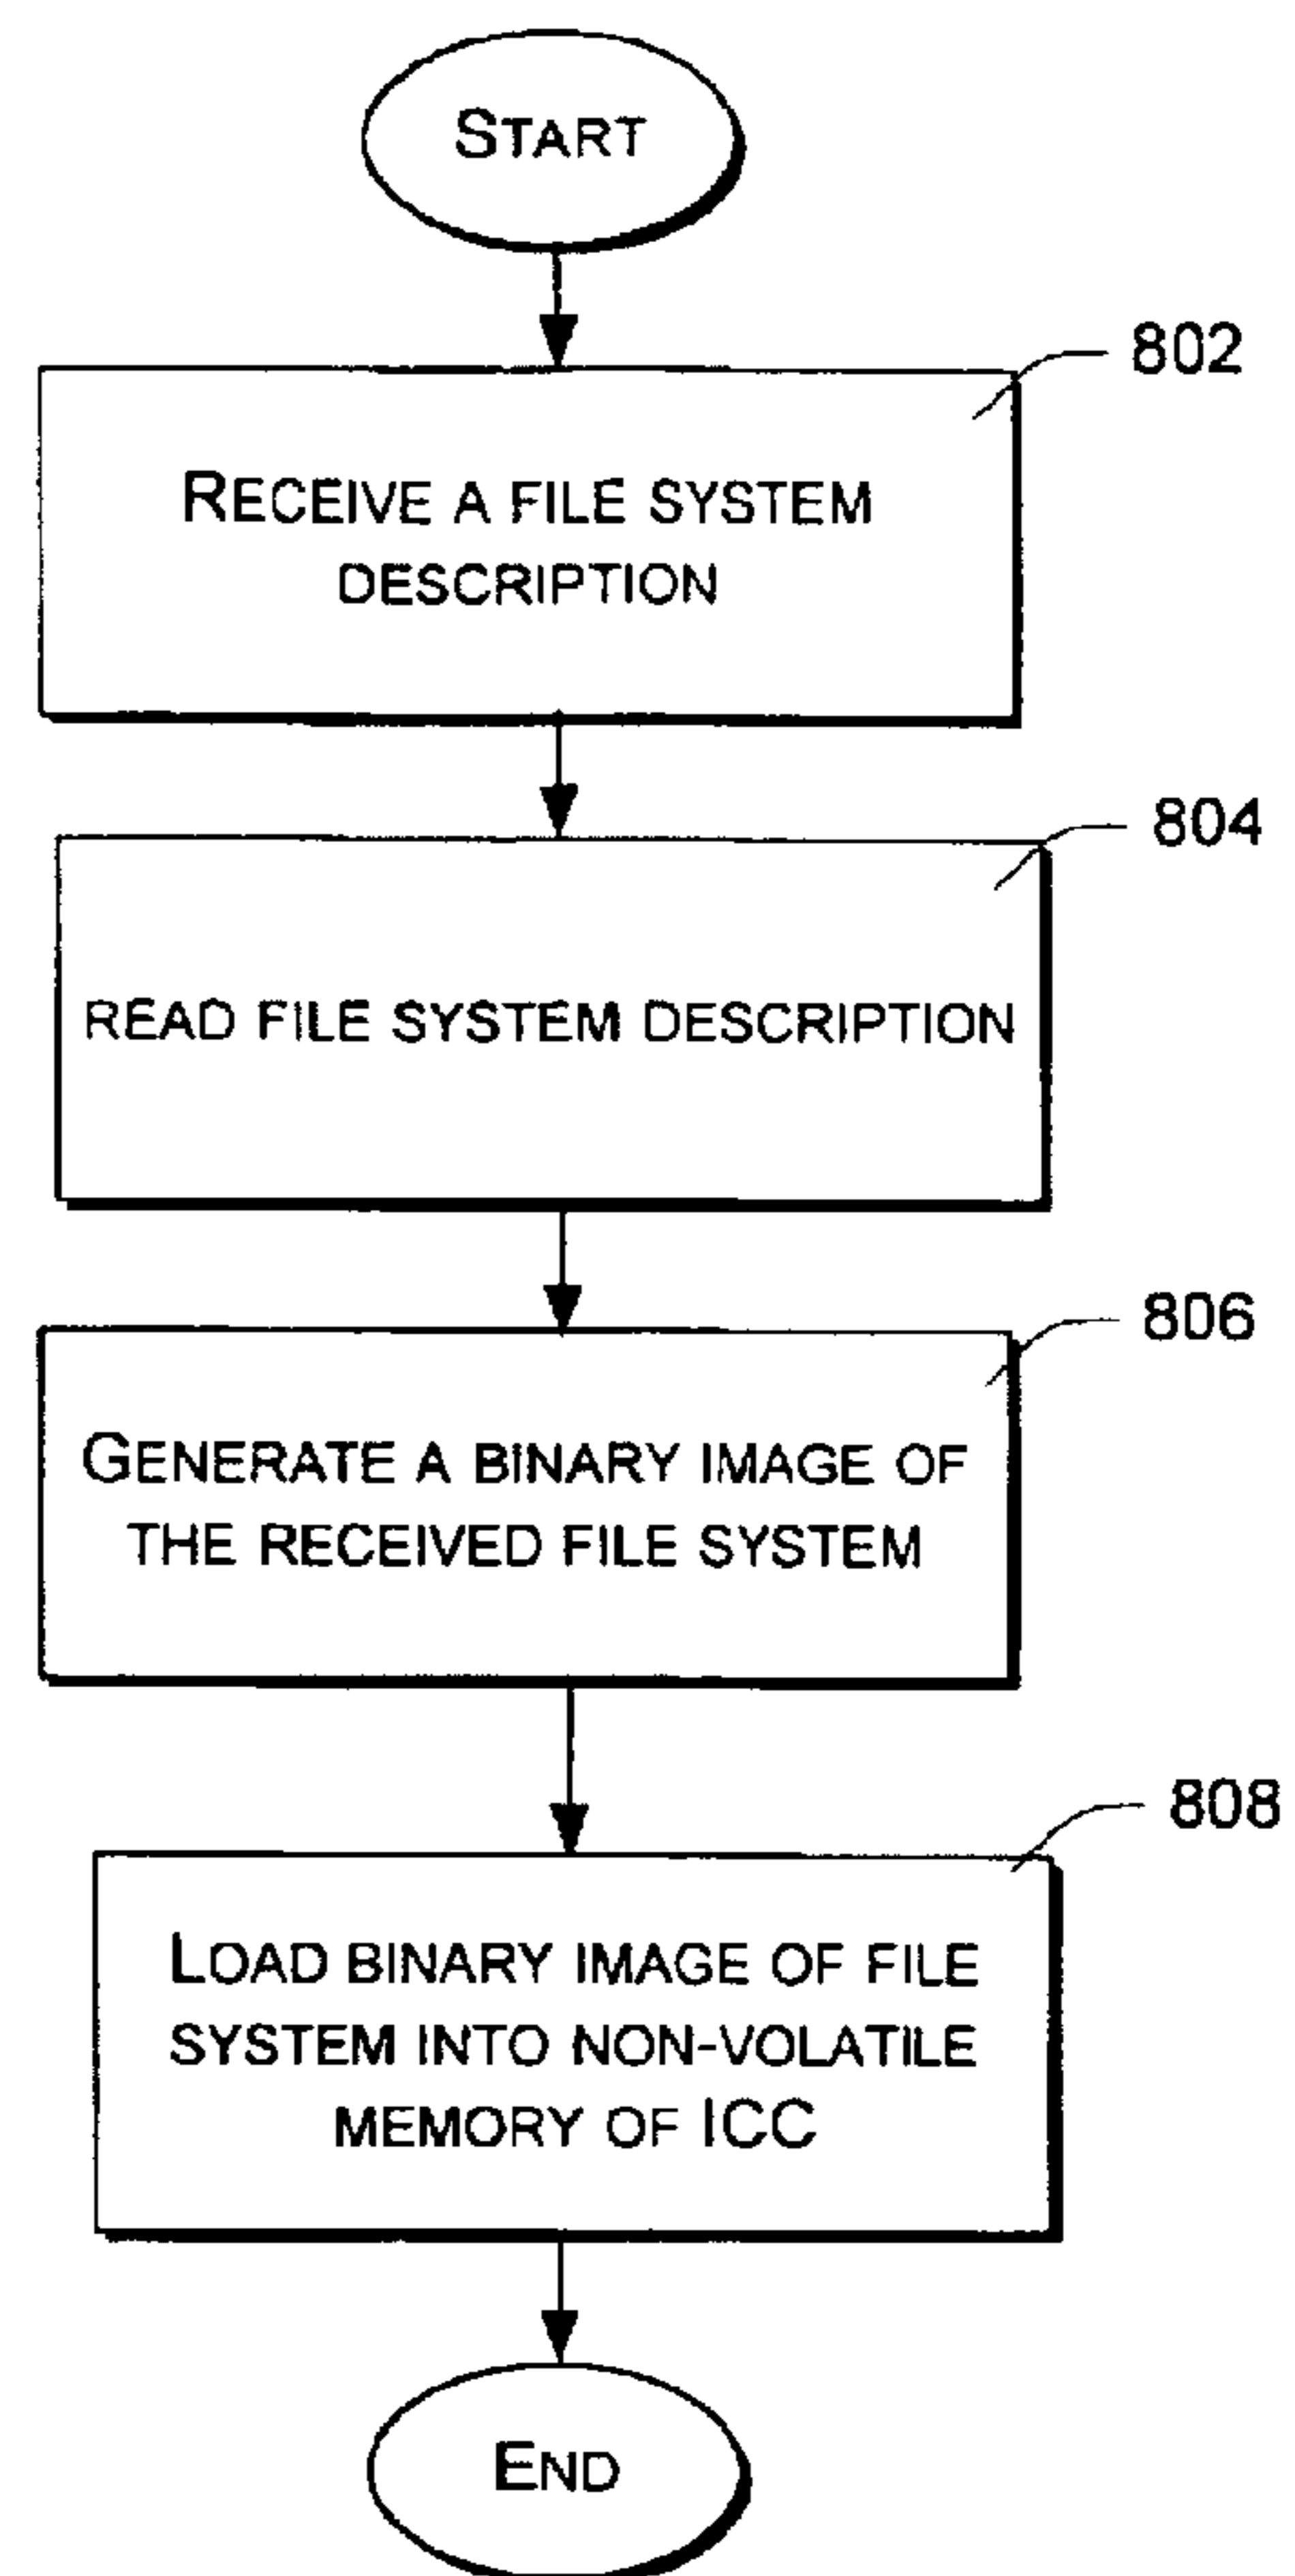 START
802
RECEIVE A FILE SYSTEM
DESCRIPTION
804
READ FILE SYSTEM DESCRIPTION
806
GENERATE A BINARY IMAGE OF
THE RECEIVED FILE SYSTEM
808
LOAD BINARY IMAGE OF FILE
SYSTEM INTO NON-VOLATILE
MEMORY OF ICC
END